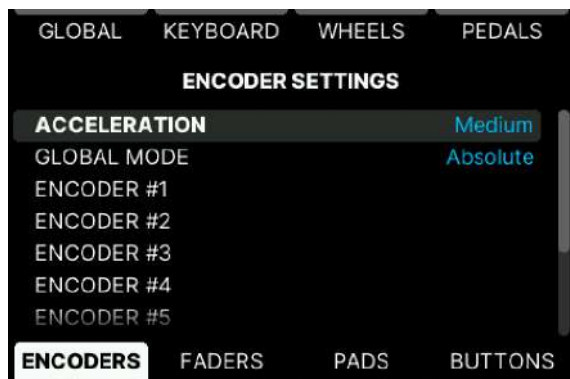 GLOBAL KEYBOARD WHEELS PEDALS
ENCODER SETTINGS
ACCELERATION Medium
GLOBAL MODE Absolute
ENCODER #1
ENCODER #2
ENCODER #3
ENCODER #4
ENCODER #5
ENCODERS FADERS PADS BUTTONS